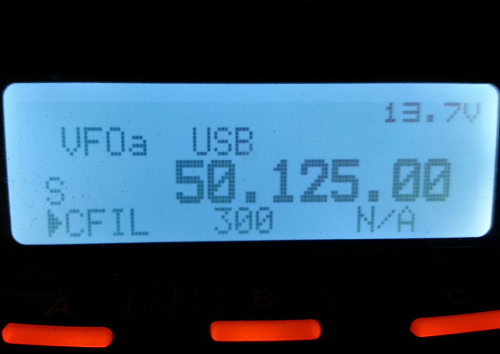 13.7V
VFOa USB
50.125.00
S
▶CFIL 300 N/A
A B C